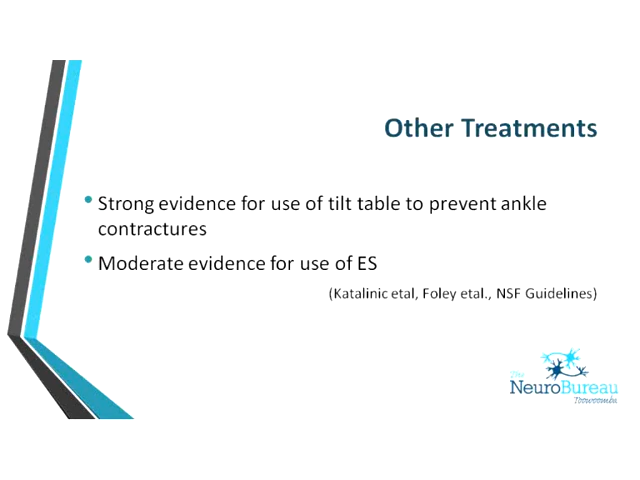 Other Treatments
• Strong evidence for use of tilt table to prevent ankle
contractures
• Moderate evidence for use of ES
(Katalinic etal, Foley etal., NSF Guidelines)
The
NeuroBureau
Toowoomba